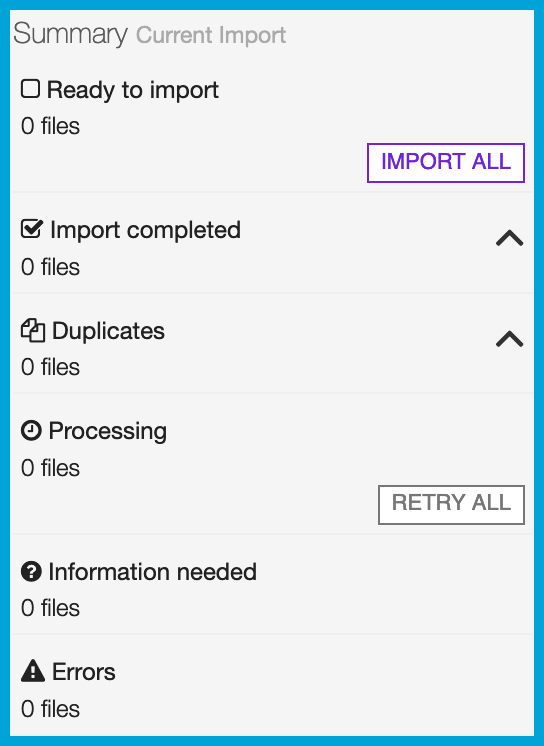 Summary Current Import
Ready to import
0 files
IMPORT ALL
Import completed
0 files
Duplicates
0 files
Processing
0 files
RETRY ALL
Information needed
0 files
Errors
0 files